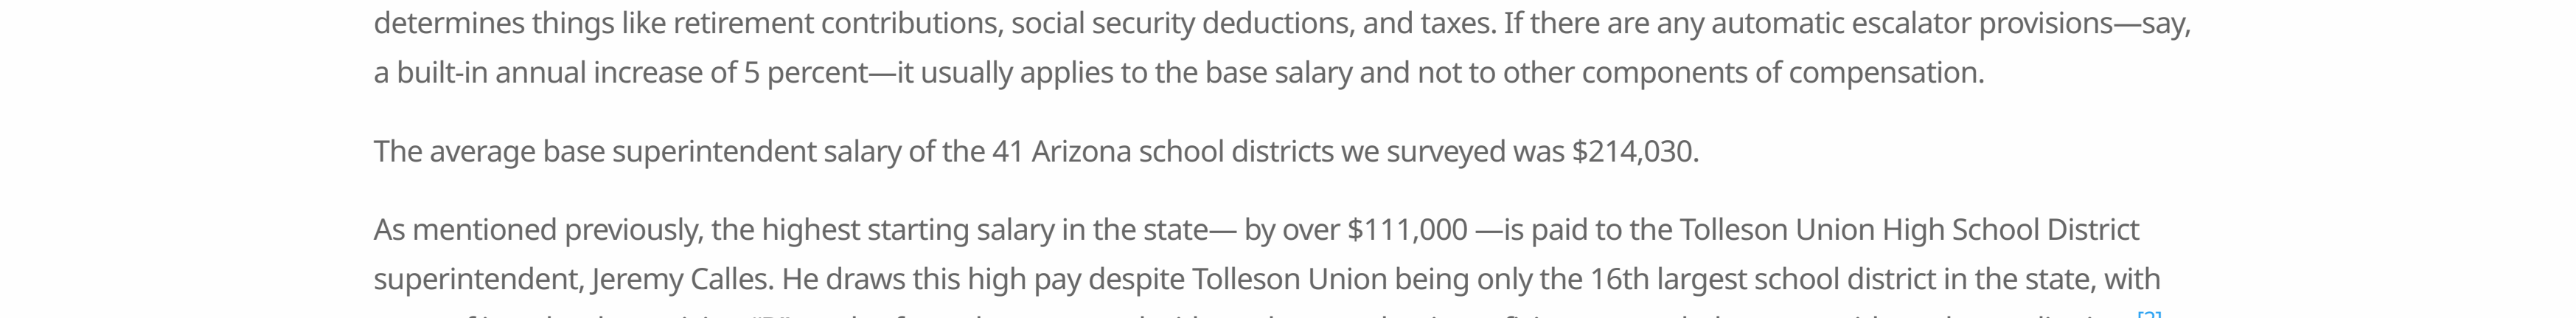 determines things like retirement contributions, social security deductions, and taxes. If there are any automatic escalator provisions—say,
a built-in annual increase of 5 percent—it usually applies to the base salary and not to other components of compensation.
The average base superintendent salary of the 41 Arizona school districts we surveyed was $214,030.
As mentioned previously, the highest starting salary in the state— by over $111,000 —is paid to the Tolleson Union High School District
superintendent, Jeremy Calles. He draws this high pay despite Tolleson Union being only the 16th largest school district in the state, with